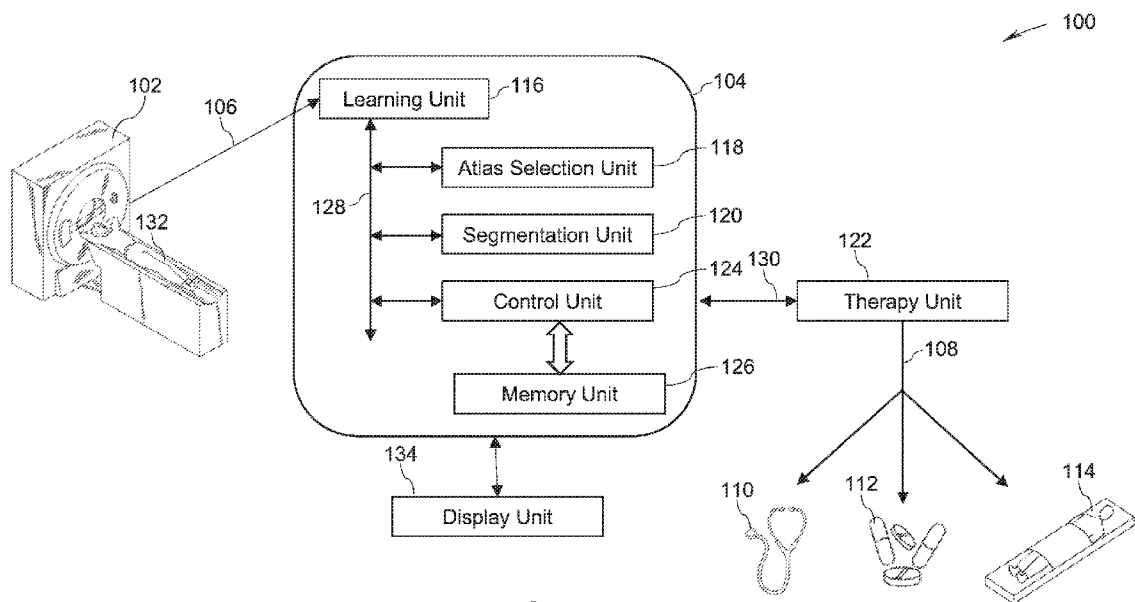 100
102
104
Learning Unit
116
106
Atlas Selection Unit
118
128
132
Segmentation Unit
120
122
124
130
Control Unit
Therapy Unit
108
126
Memory Unit
134
Display Unit
110
112
114